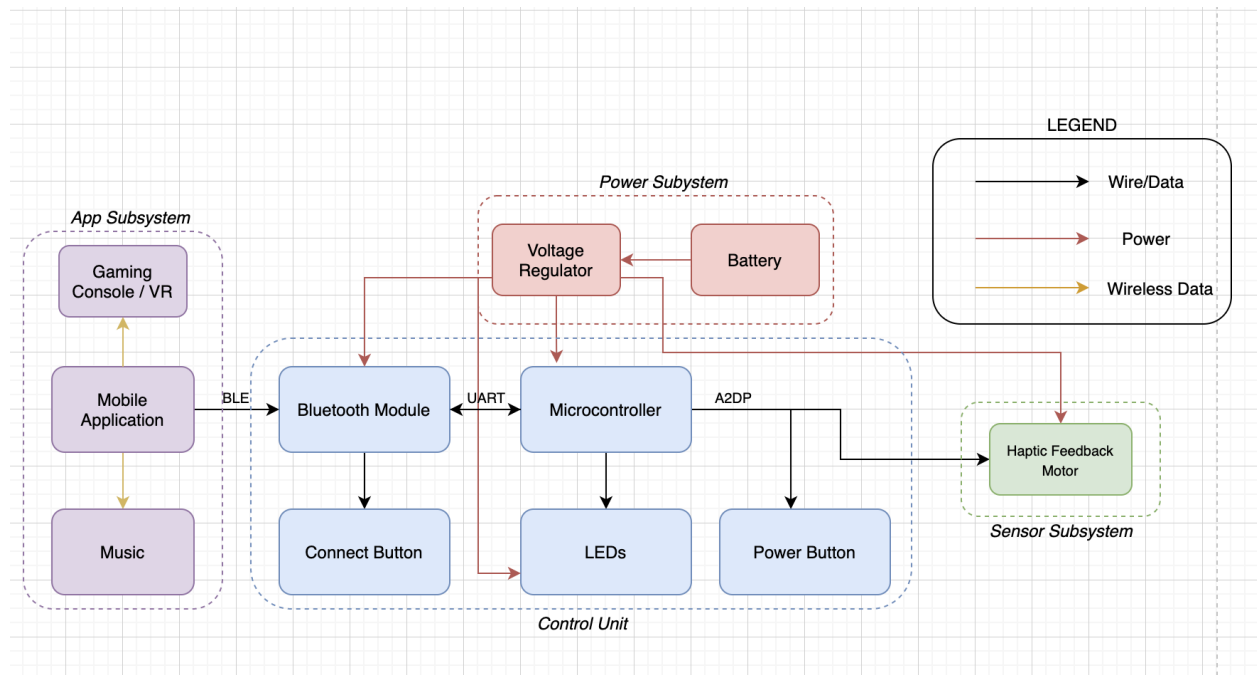 LEGEND
Wire/Data
Power
Wireless Data
Power Subystem
App Subsystem
Voltage
Regulator
Battery
Gaming
Console / VR
Mobile
Application
BLE
Bluetooth Module
UART
Microcontroller
A2DP
Haptic Feedback
Motor
Sensor Subsystem
Music
Connect Button
LEDs
Power Button
Control Unit